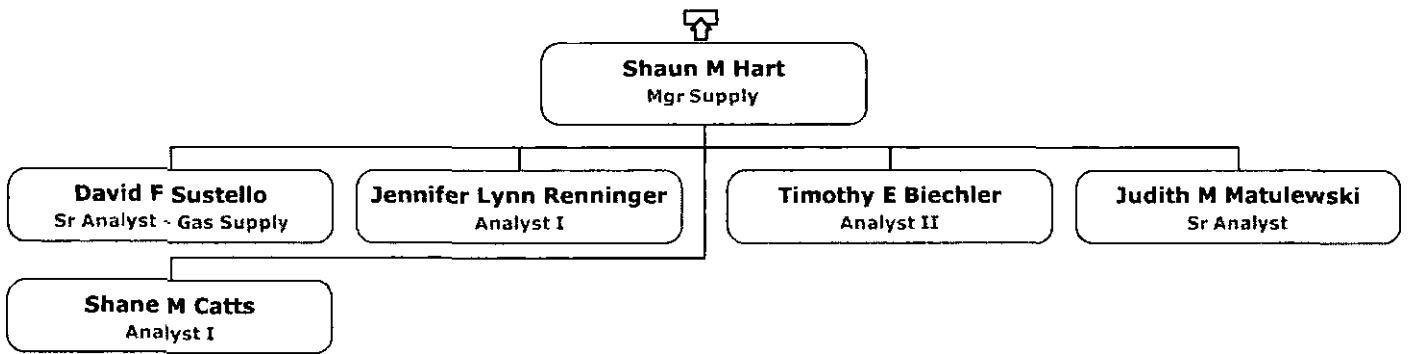 Shaun M Hart
Mgr Supply
David F Sustello
Sr Analyst - Gas Supply
Jennifer Lynn Renninger
Analyst I
Timothy E Biechler
Analyst II
Judith M Matulewski
Sr Analyst
Shane M Catts
Analyst I